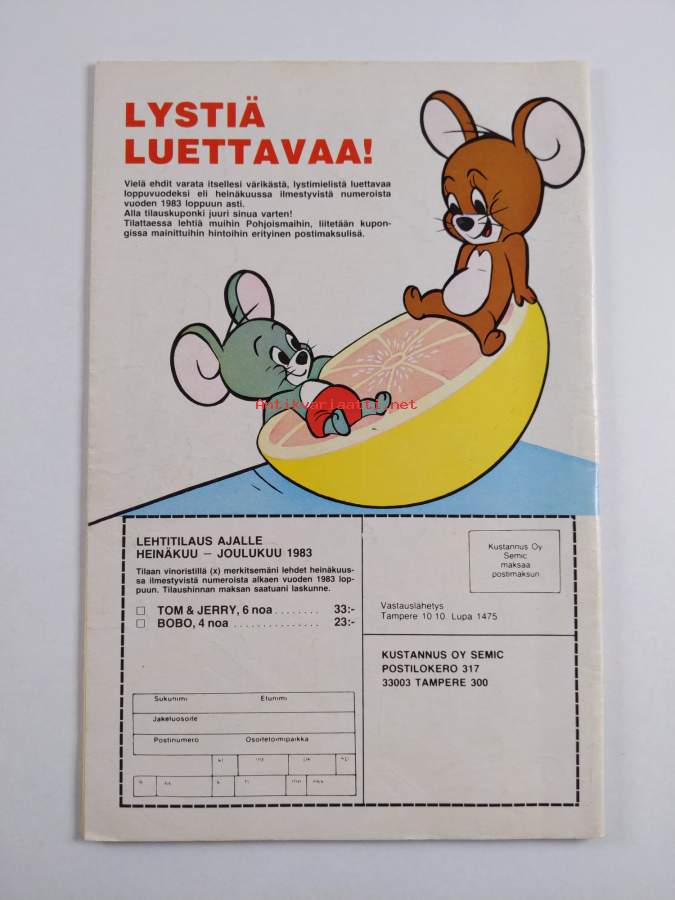 LYSTIÄ
LUETTAVAA!
Vielä ehdit varata itsellesi värikästä, lystimielistä luettavaa
loppuvuodeksi eli heinäkuussa ilmestyvistä numeroista
vuoden 1983 loppuun asti.
Alla tilauskuponki juuri sinua varten!
Tilattaessa lehtiä muihin Pohjoismaihin, liitetään kupon-
gissa mainittuihin hintoihin erityinen postimaksulisä.
Antikvariaatti.net
LEHTITILAUS AJALLE
HEINÄKUU – JOULUKUU 1983
Tilaan vinoristillä (x) merkitsemäni lehdet heinäkuus-
sa ilmestyvistä numeroista alkaen vuoden 1983 lop-
puun. Tilaushinnan maksan saatuani laskunne.
☐ TOM & JERRY, 6 noa ........ 33:-
☐ BOBO, 4 noa ............... 23:-
Sukunimi Etunimi
Jakeluosoite
Postinumero Osoitetoimipaikka
Kustannus Oy
Semic
maksaa
postimaksun
Vastauslähetys
Tampere 10 10. Lupa 1475
KUSTANNUS OY SEMIC
POSTILOKERO 317
33003 TAMPERE 300